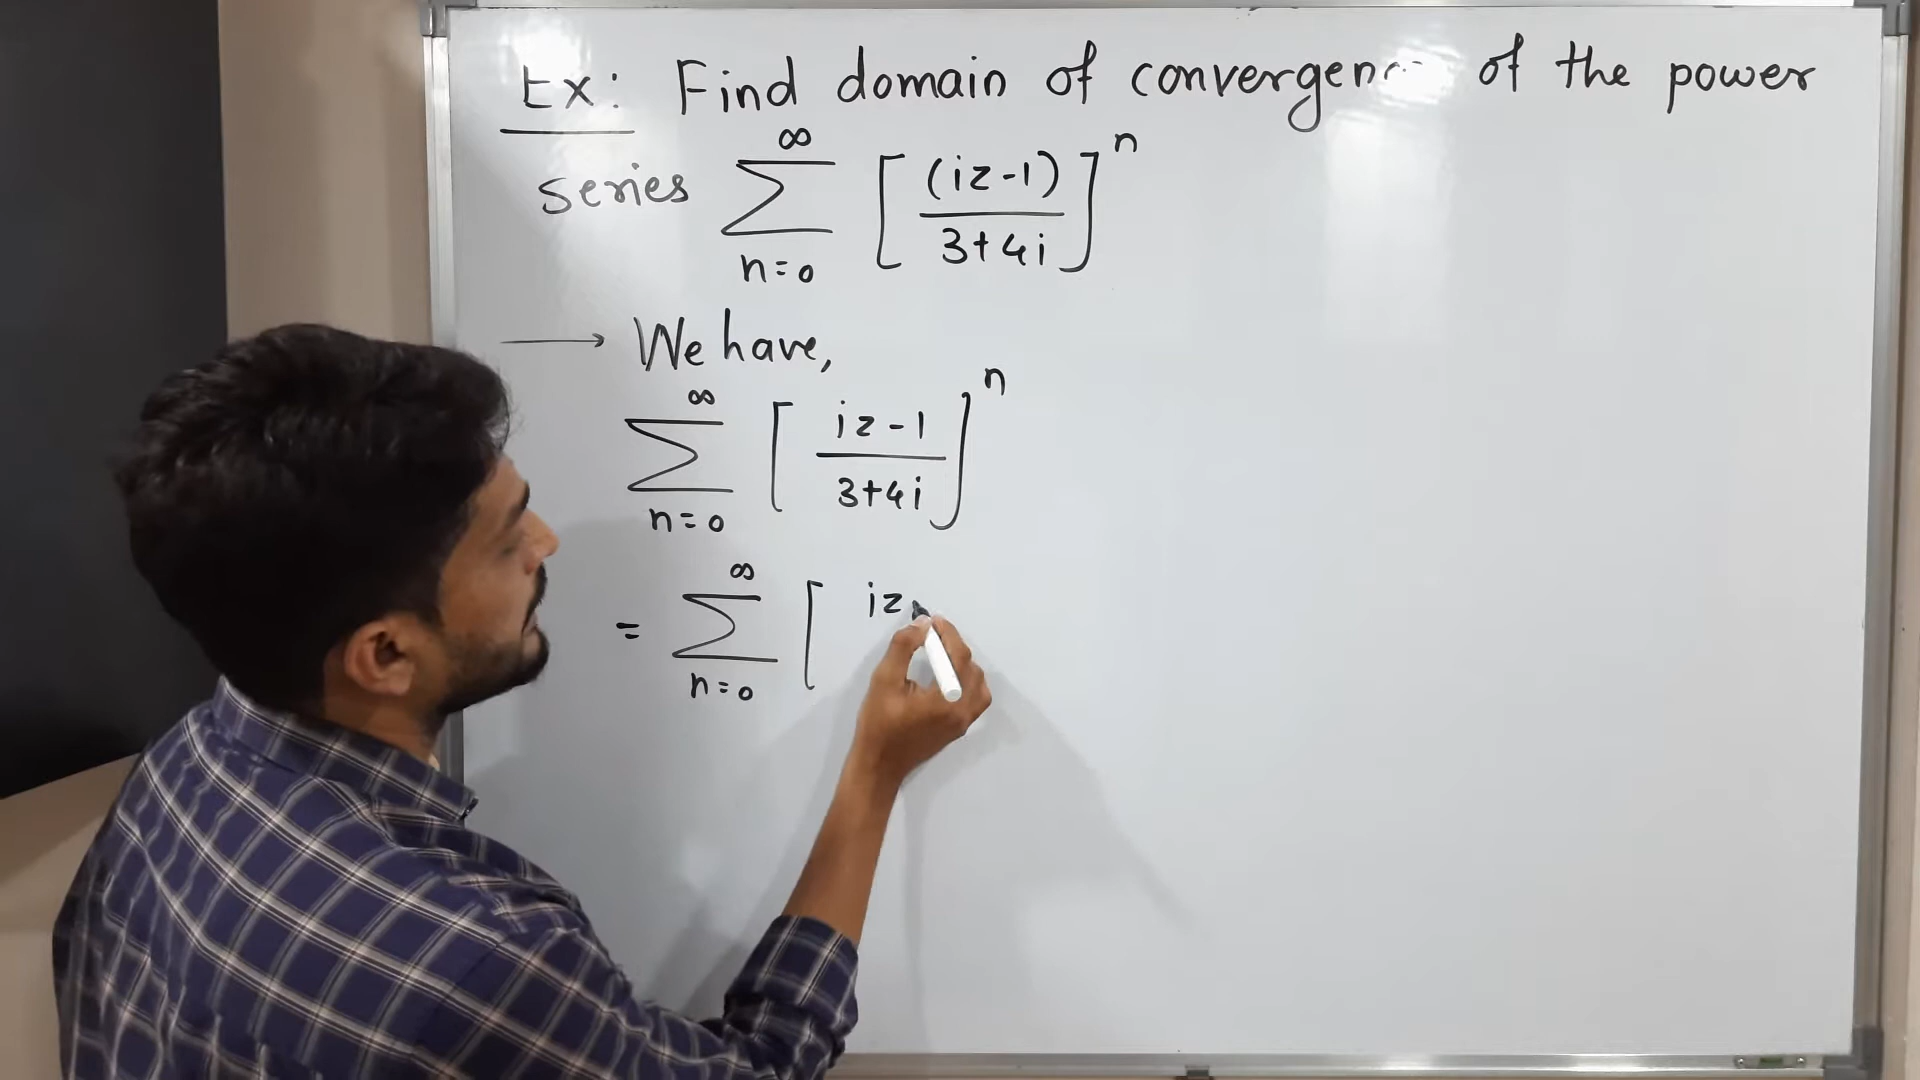 Ex: Find domain of of the power
series ∞ ∑ n=0 [ (iz-1) / 3+4i ]^n
→ We have,
∞ ∑ n=0 [ iz-1 / 3+4i ]^n
= ∞ ∑ n=0 [ iz